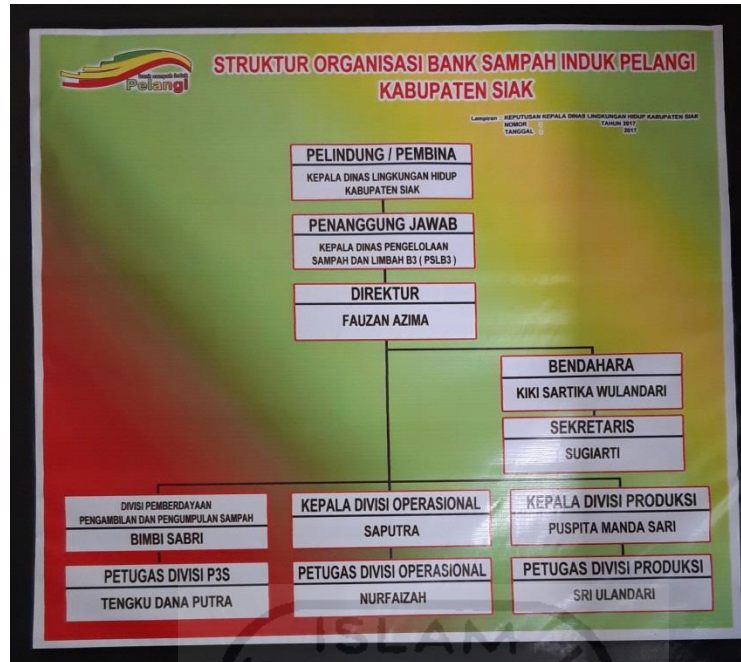 bank sampah induk
Pelangi
STRUKTUR ORGANISASI BANK SAMPAH INDUK PELANGI
KABUPATEN SIAK
Lampiran : KEPUTUSAN KEPALA DINAS LINGKUNGAN HIDUP KABUPATEN SIAK
NOMOR : TAHUN 2017
TANGGAL : 2017
PELINDUNG / PEMBINA
KEPALA DINAS LINGKUNGAN HIDUP
KABUPATEN SIAK
PENANGGUNG JAWAB
KEPALA DINAS PENGELOLAAN
SAMPAH DAN LIMBAH B3 ( PSLB3 )
DIREKTUR
FAUZAN AZIMA
BENDAHARA
KIKI SARTIKA WULANDARI
SEKRETARIS
SUGIARTI
DIVISI PEMBERDAYAAN
PENGAMBILAN DAN PENGUMPULAN SAMPAH
BIMBI SABRI
KEPALA DIVISI OPERASIONAL
SAPUTRA
KEPALA DIVISI PRODUKSI
PUSPITA MANDA SARI
PETUGAS DIVISI P3S
TENGKU DANA PUTRA
PETUGAS DIVISI OPERASIONAL
NURFAIZAH
PETUGAS DIVISI PRODUKSI
SRI ULANDARI
ISLAM